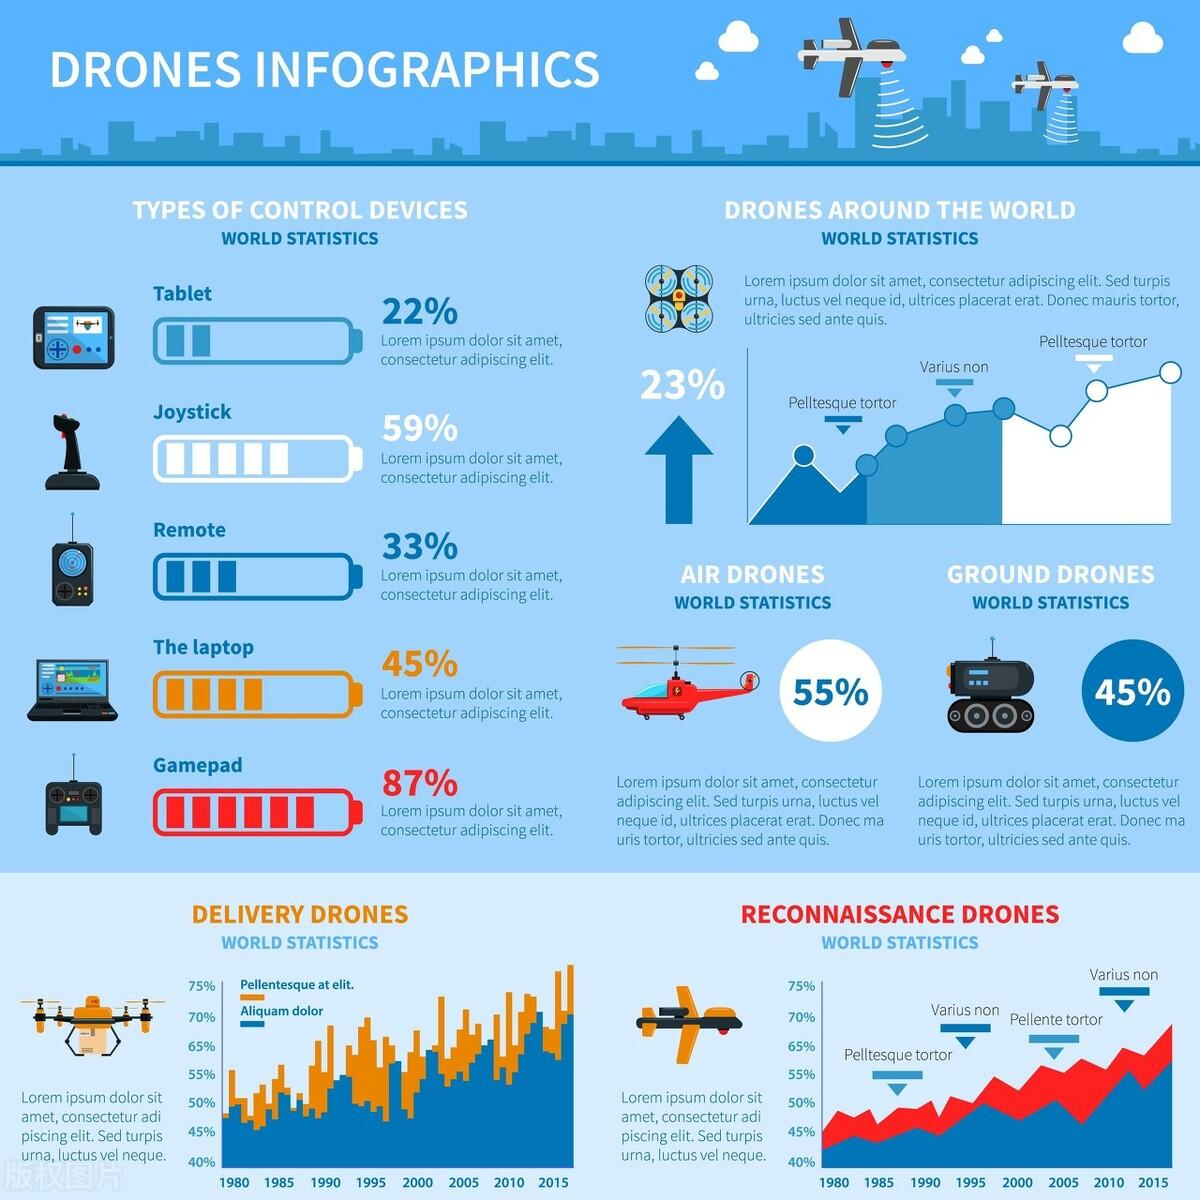 DRONES INFOGRAPHICS
TYPES OF CONTROL DEVICES
WORLD STATISTICS
Tablet
22%
Lorem ipsum dolor sit amet,
consectetur adipiscing elit.
Joystick
59%
Lorem ipsum dolor sit amet,
consectetur adipiscing elit.
Remote
33%
Lorem ipsum dolor sit amet,
consectetur adipiscing elit.
The laptop
45%
Lorem ipsum dolor sit amet,
consectetur adipiscing elit.
Gamepad
87%
Lorem ipsum dolor sit amet,
consectetur adipiscing elit.
DRONES AROUND THE WORLD
WORLD STATISTICS
Lorem ipsum dolor sit amet, consectetur adipiscing elit. Sed turpis
urna, luctus vel neque id, ultrices placerat erat. Donec mauris tortor,
ultricies sed ante quis.
23%
Pelltesque tortor
Varius non
Pelltesque tortor
AIR DRONES
WORLD STATISTICS
55%
Lorem ipsum dolor sit amet, consectetur
adipiscing elit. Sed turpis urna, luctus vel
neque id, ultrices placerat erat. Donec ma
uris tortor, ultricies sed ante quis.
GROUND DRONES
WORLD STATISTICS
45%
Lorem ipsum dolor sit amet, consectetur
adipiscing elit. Sed turpis urna, luctus vel
neque id, ultrices placerat erat. Donec mauris
uris tortor, ultricies sed ante quis.
DELIVERY DRONES
WORLD STATISTICS
Lorem ipsum dolor sit
amet, consectetur adi
piscing elit. Sed turpis
urna, luctus vel neque.
Pellentesque at elit.
Aliquam dolor
75%
70%
65%
55%
50%
45%
40%
1980 1985 1990 1995 2000 2005 2010 2015
RECONNAISSANCE DRONES
WORLD STATISTICS
Lorem ipsum dolor sit
amet, consectetur adi
piscing elit. Sed turpis
urna, luctus vel neque.
75%
70%
65%
55%
50%
45%
40%
Pelltesque tortor
Varius non
Pellente tortor
Varius non
1980 1985 1990 1995 2000 2005 2010 2015
版权图片